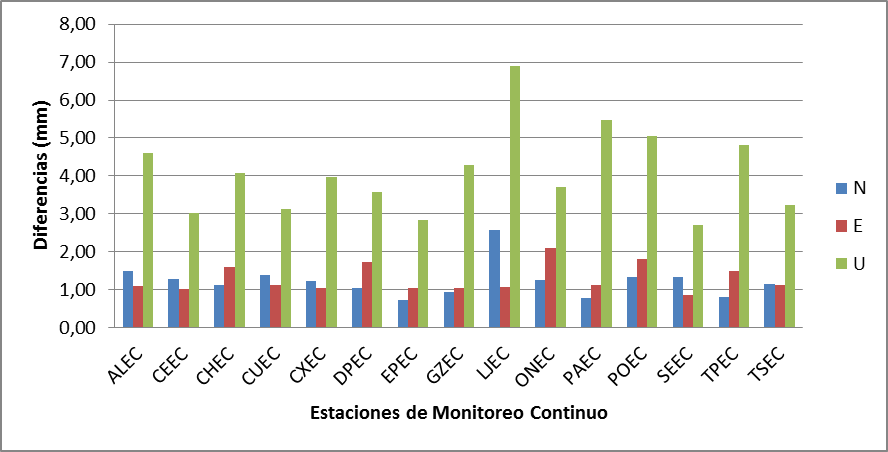 8,00
7,00
6,00
5,00
4,00
3,00
2,00
1,00
0,00
Diferencias (mm)
ALEC
CEEC
CHEC
CUEC
CXEC
DPEC
EPEC
GZEC
LJEC
ONEC
PAEC
POEC
SEEC
TPEC
TSEC
Estaciones de Monitoreo Continuo
N
E
U